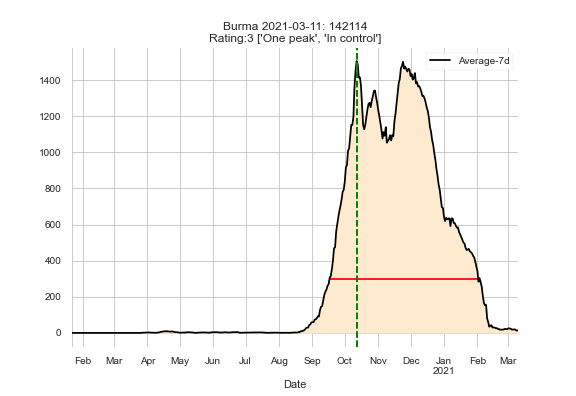 Burma 2021-03-11: 142114
Rating:3 ['One peak', 'In control']
Average-7d
1400
1200
1000
800
600
400
200
0
Feb Mar Apr May Jun Jul Aug Sep Oct Nov Dec Jan Feb Mar
2021
Date